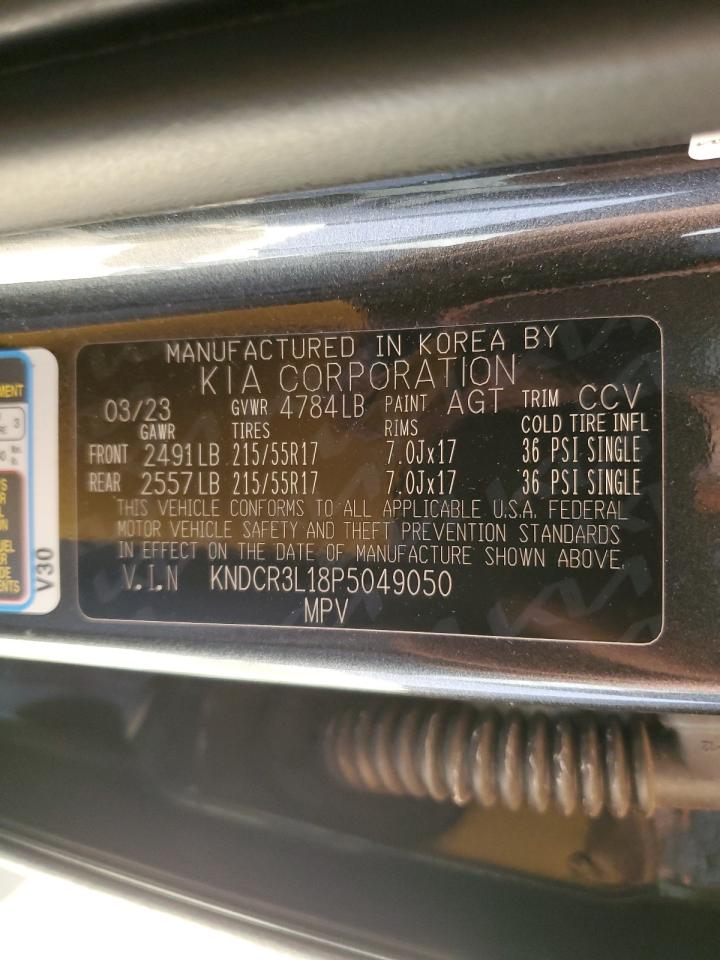 MANUFACTURED IN KOREA BY
KIA CORPORATION
03/23 GVWR 4784LB PAINT AGT TRIM CCV
GAWR TIRES RIMS COLD TIRE INFL
FRONT 2491LB 215/55R17 7.0Jx17 36 PSI SINGLE
REAR 2557LB 215/55R17 7.0Jx17 36 PSI SINGLE
THIS VEHICLE CONFORMS TO ALL APPLICABLE U.S.A. FEDERAL
MOTOR VEHICLE SAFETY AND THEFT PREVENTION STANDARDS
IN EFFECT ON THE DATE OF MANUFACTURE SHOWN ABOVE.
V.I.N KNDCR3L18P5049050
MPV
V30